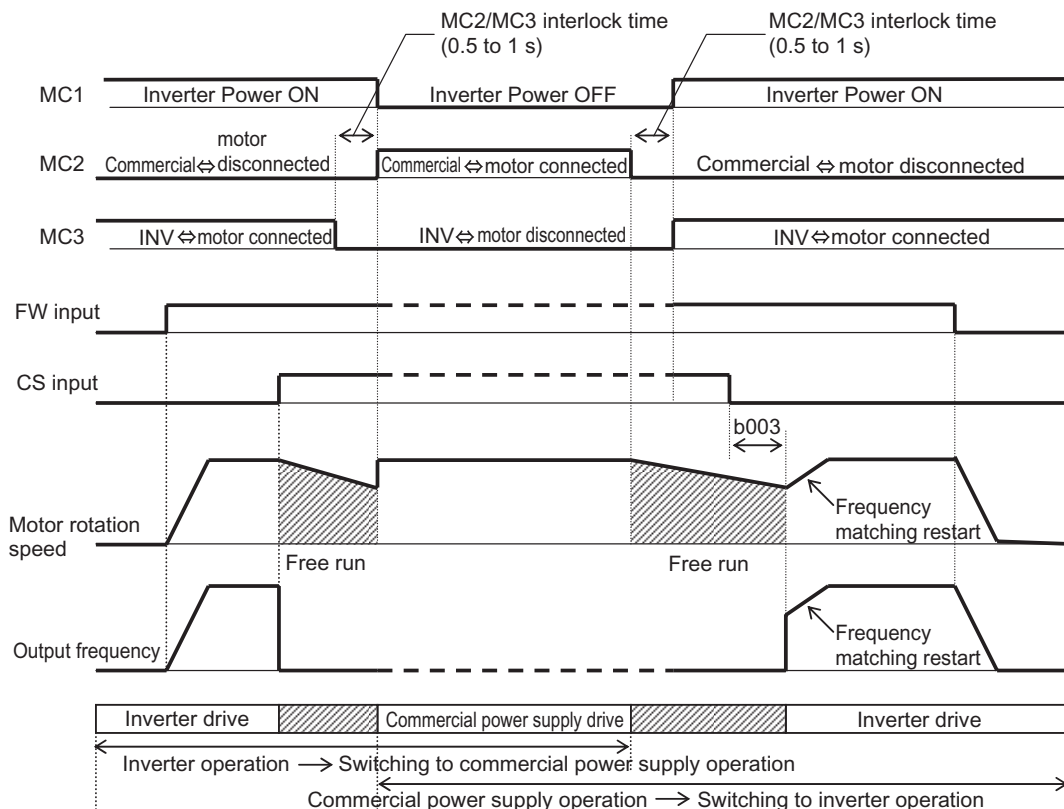 MC2/MC3 interlock time
(0.5 to 1 s)
MC2/MC3 interlock time
(0.5 to 1 s)
MC1
Inverter Power ON
Inverter Power OFF
Inverter Power ON
MC2
motor
Commercial⇔disconnected
Commercial ⇔motor connected
Commercial ⇔ motor disconnected
MC3
INV ⇔motor connected
INV⇔ motor disconnected
INV⇔motor connected
FW input
CS input
b003
Motor rotation
speed
Free run
Free run
Frequency
matching restart
Output frequency
Frequency
matching restart
Inverter drive
Commercial power supply drive
Inverter drive
Inverter operation → Switching to commercial power supply operation
Commercial power supply operation → Switching to inverter operation